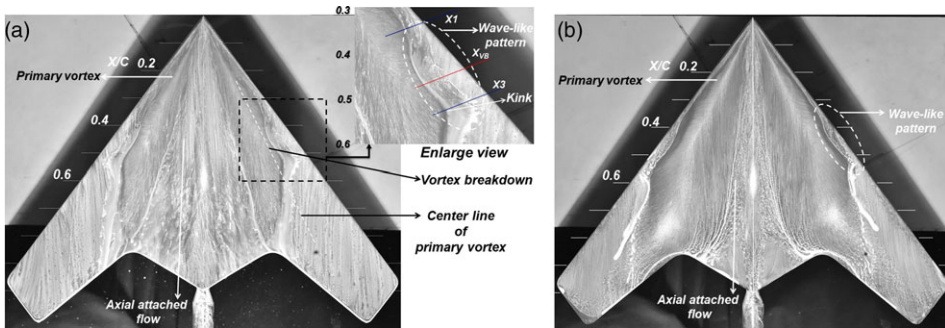 (a)
X/C 0.2
Primary vortex
0.4
0.6
0.3
0.4
0.5
0.6
X1
Wave-like
pattern
XVB
X3
Kink
Enlarge view
Vortex breakdown
Center line
of
primary vortex
Axial attached
flow
(b)
X/C 0.2
Primary vortex
0.4
0.6
Wave-like
pattern
Axial attached
flow